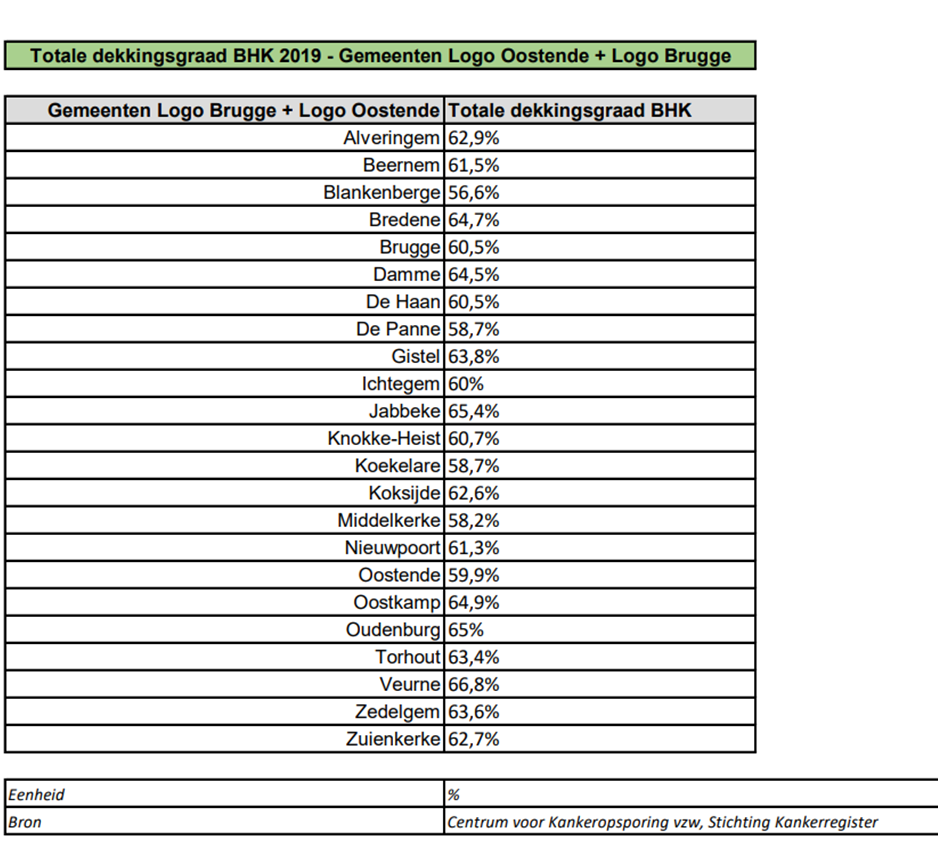 Totale dekkingsgraad BHK 2019 - Gemeenten Logo Oostende + Logo Brugge
Gemeenten Logo Brugge + Logo Oostende Totale dekkingsgraad BHK
Alveringem 62,9%
Beernem 61,5%
Blankenberge 56,6%
Bredene 64,7%
Brugge 60,5%
Damme 64,5%
De Haan 60,5%
De Panne 58,7%
Gistel 63,8%
Ichtegem 60%
Jabbeke 65,4%
Knokke-Heist 60,7%
Koekelare 58,7%
Koksijde 62,6%
Middelkerke 58,2%
Nieuwpoort 61,3%
Oostende 59,9%
Oostkamp 64,9%
Oudenburg 65%
Torhout 63,4%
Veurne 66,8%
Zedelgem 63,6%
Zuienkerke 62,7%
Eenheid %
Bron Centrum voor Kankeropsporing vzw, Stichting Kankerregister